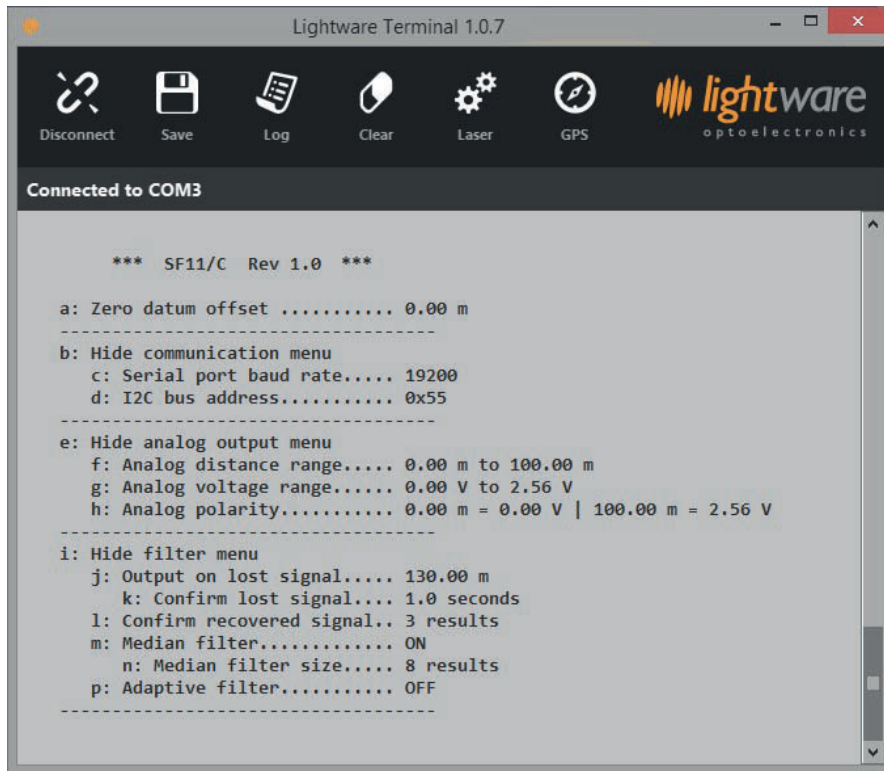 Lightware Terminal 1.0.7
Disconnect Save Log Clear Laser GPS
lightware
optoelectronics
Connected to COM3
*** SF11/C Rev 1.0 ***
a: Zero datum offset ........... 0.00 m
------------------------------------
b: Hide communication menu
c: Serial port baud rate..... 19200
d: I2C bus address........... 0x55
------------------------------------
e: Hide analog output menu
f: Analog distance range..... 0.00 m to 100.00 m
g: Analog voltage range...... 0.00 V to 2.56 V
h: Analog polarity........... 0.00 m = 0.00 V | 100.00 m = 2.56 V
------------------------------------
i: Hide filter menu
j: Output on lost signal..... 130.00 m
k: Confirm lost signal.... 1.0 seconds
l: Confirm recovered signal.. 3 results
m: Median filter............. ON
n: Median filter size..... 8 results
p: Adaptive filter........... OFF
------------------------------------